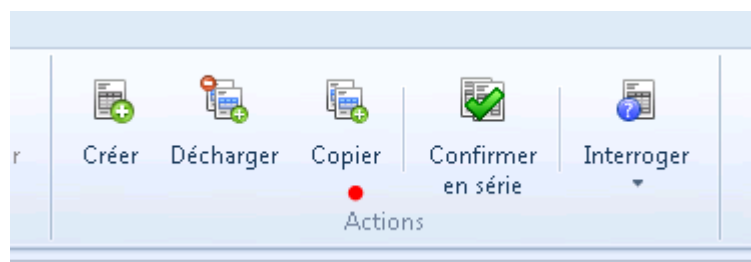 r
Créer
Décharger
Copier
Confirmer
en série
Interroger
Actions